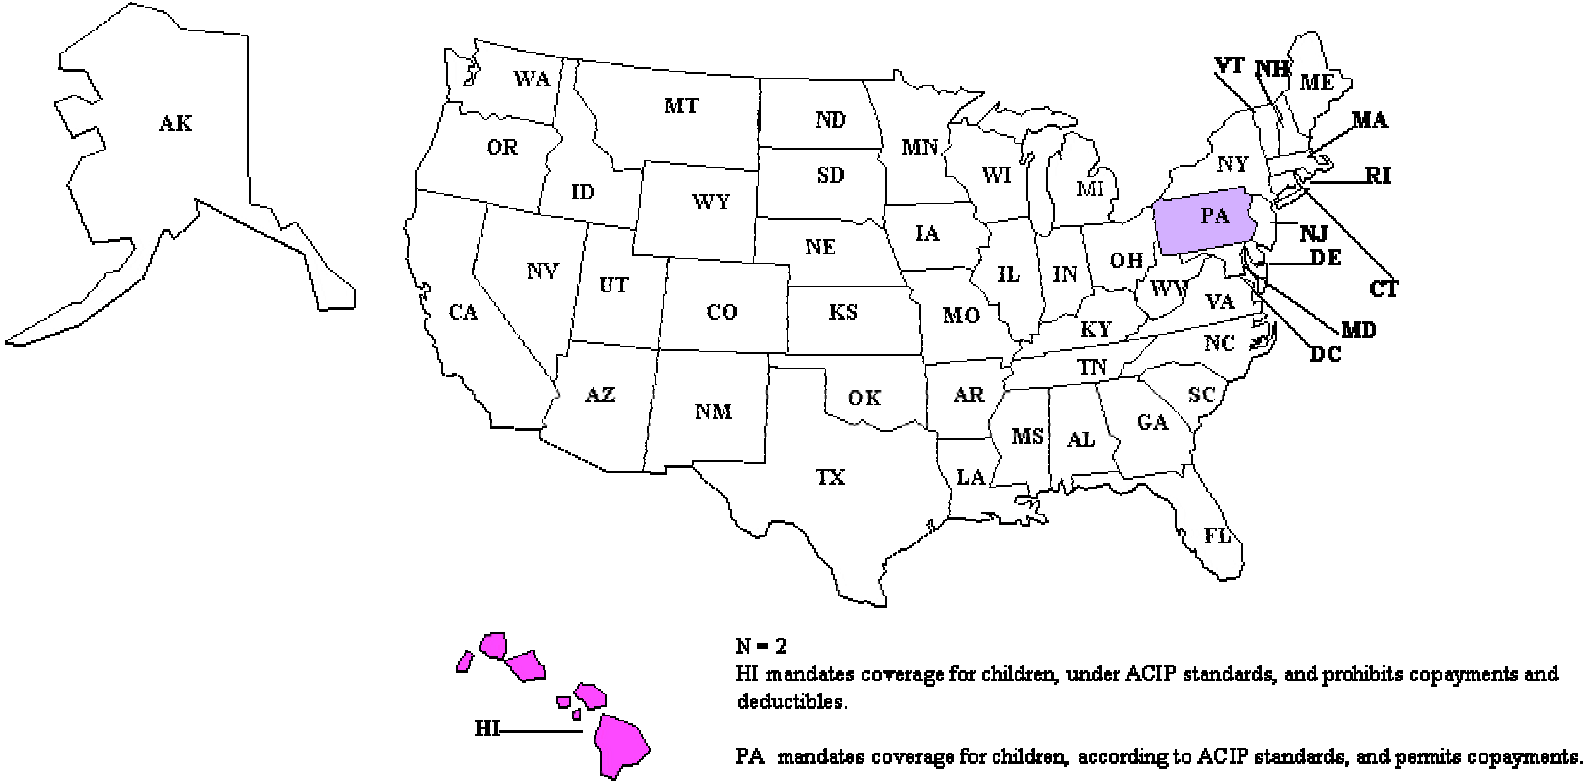 VT NH
ME
WA
MT
ND
MA
AK
MN
OR
NY
WI
SD
RI
MI
ID
WY
PA
IA
NJ
NE
DE
OH
NV
IL
IN
UT
CT
WV
VA
CA
CO
KS
MO
MD
KY
NC
DC
TN
AZ
OK
AR
SC
NM
GA
MS
AL
TX
LA
FL
N = 2
HI mandates coverage for children, under ACIP standards, and prohibits copayments and
deductibles.
HI
PA mandates coverage for children, according to ACIP standards, and permits copayments.